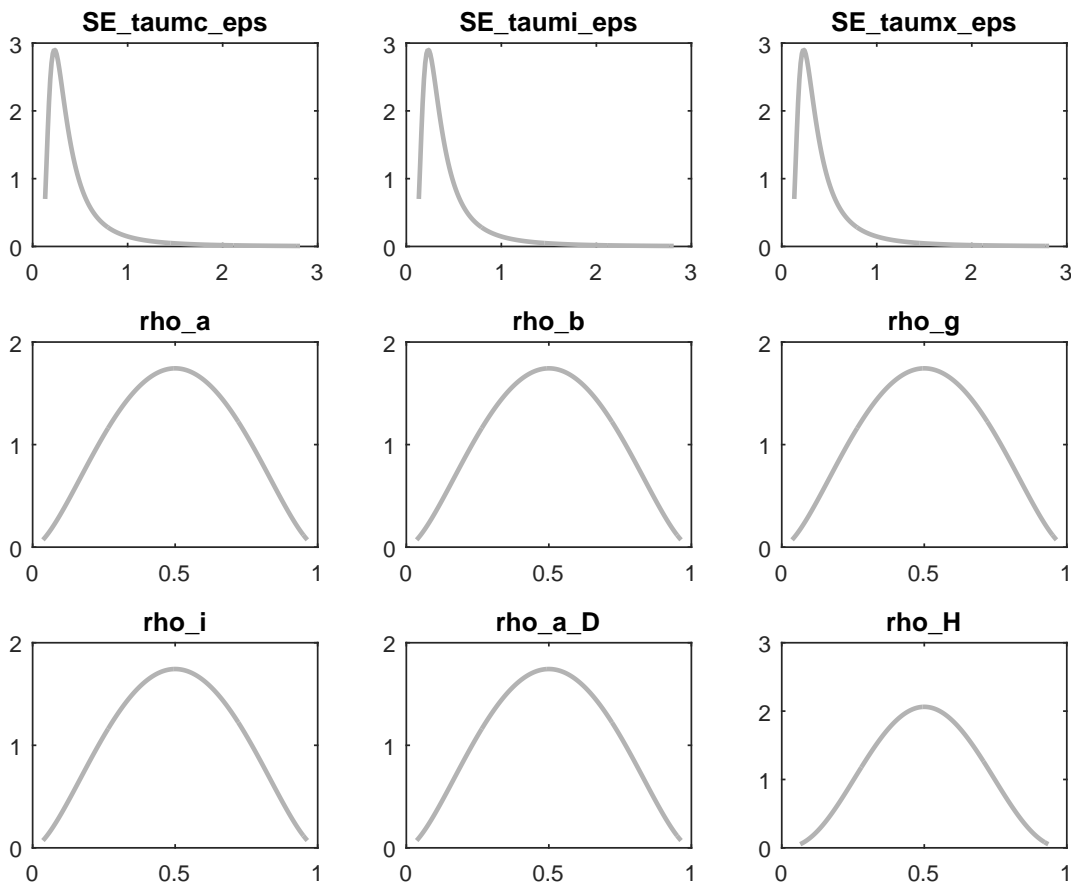 SE_taumc_eps SE_taumi_eps SE_taumx_eps
3 3 3
2 2 2
1 1 1
0 0 0
0 1 2 3 0 1 2 3 0 1 2 3
rho_a rho_b rho_g
2 2 2
1 1 1
0 0 0
0 0.5 1 0 0.5 1 0 0.5 1
rho_i rho_a_D rho_H
2 2 3
2
1 1
1
0 0 0
0 0.5 1 0 0.5 1 0 0.5 1